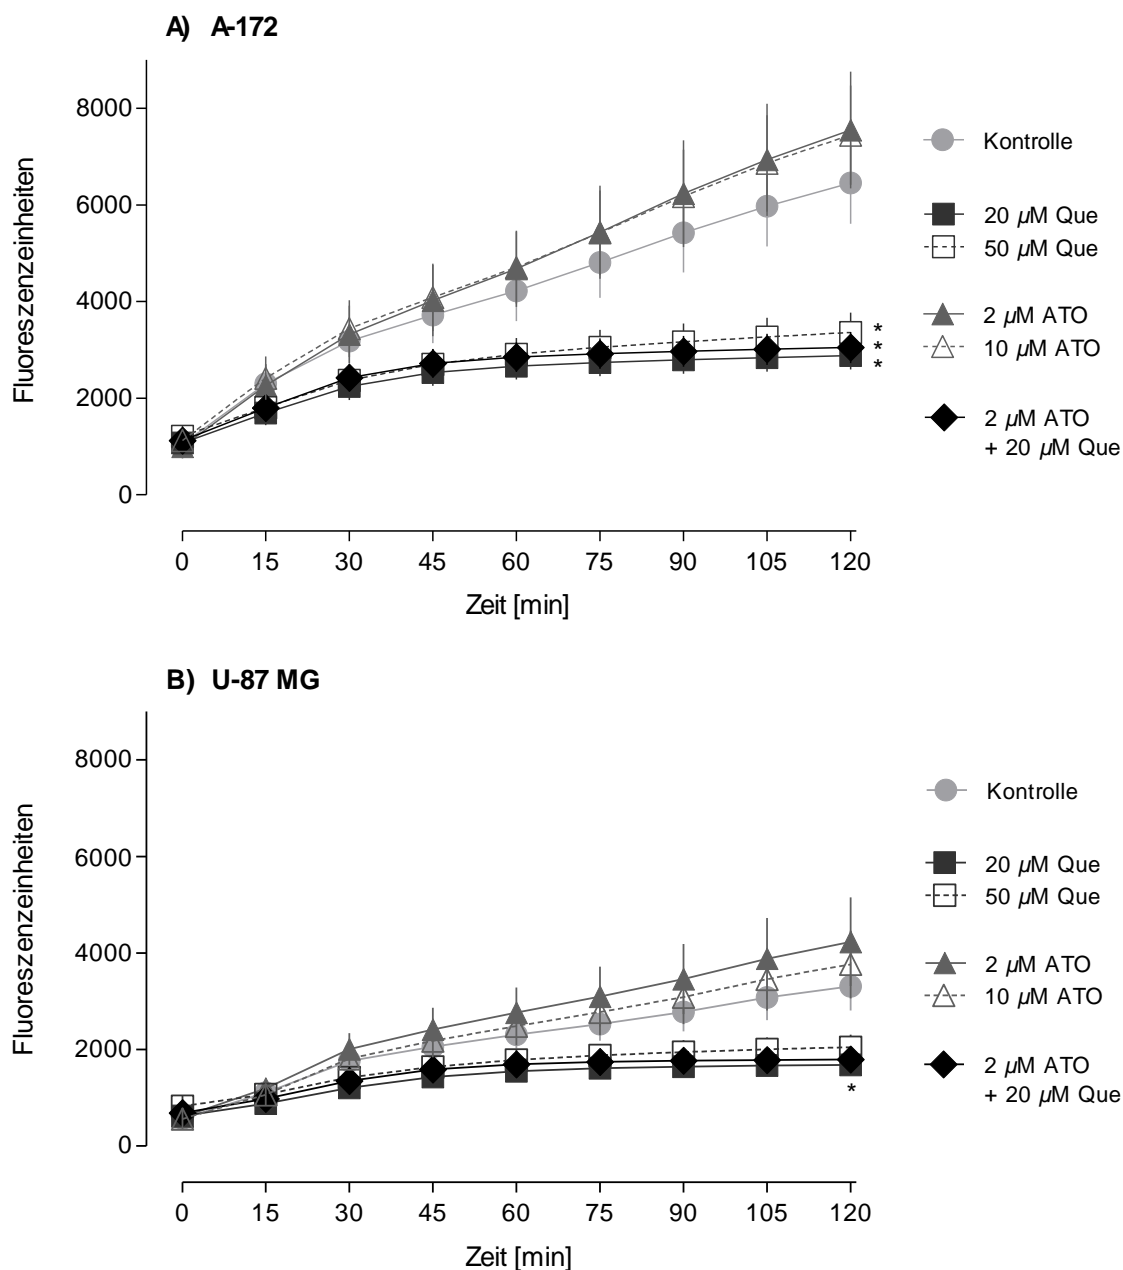 A) A-172
Fluoreszenzeinheiten
8000
6000
4000
2000
0
0 15 30 45 60 75 90 105 120
Zeit [min]
*
*
*
Kontrolle
20 µM Que
50 µM Que
2 µM ATO
10 µM ATO
2 µM ATO
+ 20 µM Que
B) U-87 MG
Fluoreszenzeinheiten
8000
6000
4000
2000
0
0 15 30 45 60 75 90 105 120
Zeit [min]
*
Kontrolle
20 µM Que
50 µM Que
2 µM ATO
10 µM ATO
2 µM ATO
+ 20 µM Que